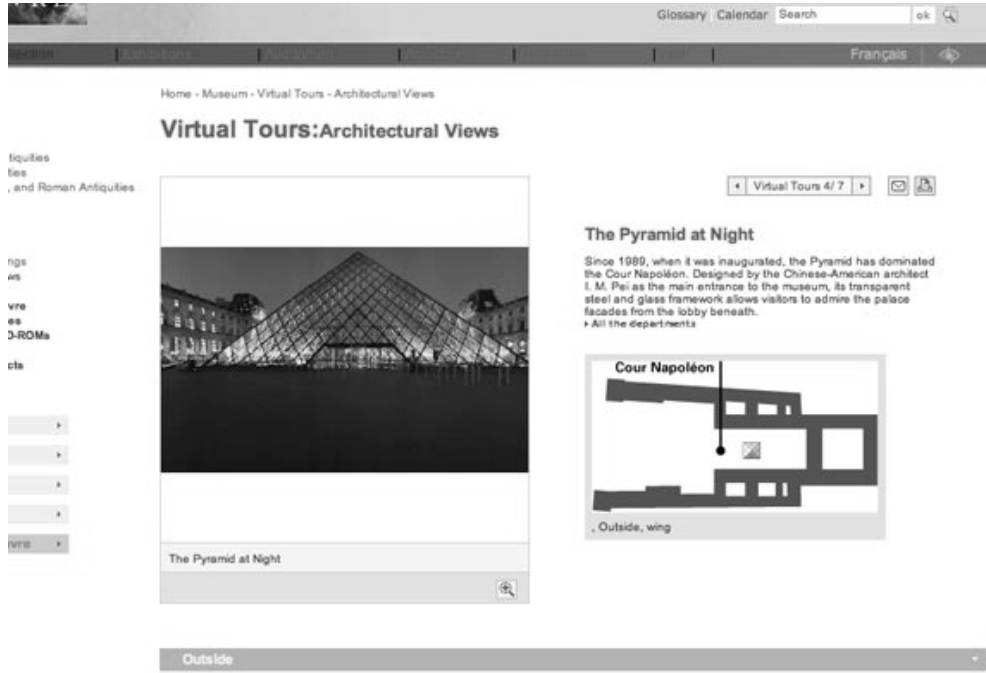 Glossary Calendar Search ok
Français
Home - Museum - Virtual Tours - Architectural Views
Virtual Tours:Architectural Views
tiquities
ties
, and Roman Antiquities
Virtual Tours 4/ 7
The Pyramid at Night
Since 1989, when it was inaugurated, the Pyramid has dominated
the Cour Napoléon. Designed by the Chinese-American architect
I. M. Pei as the main entrance to the museum, its transparent
steel and glass framework allows visitors to admire the palace
facades from the lobby beneath.
All the departments
ngs
ws
vre
es
D-ROMs
cts
vre
Cour Napoléon
, Outside, wing
The Pyramid at Night
Outside